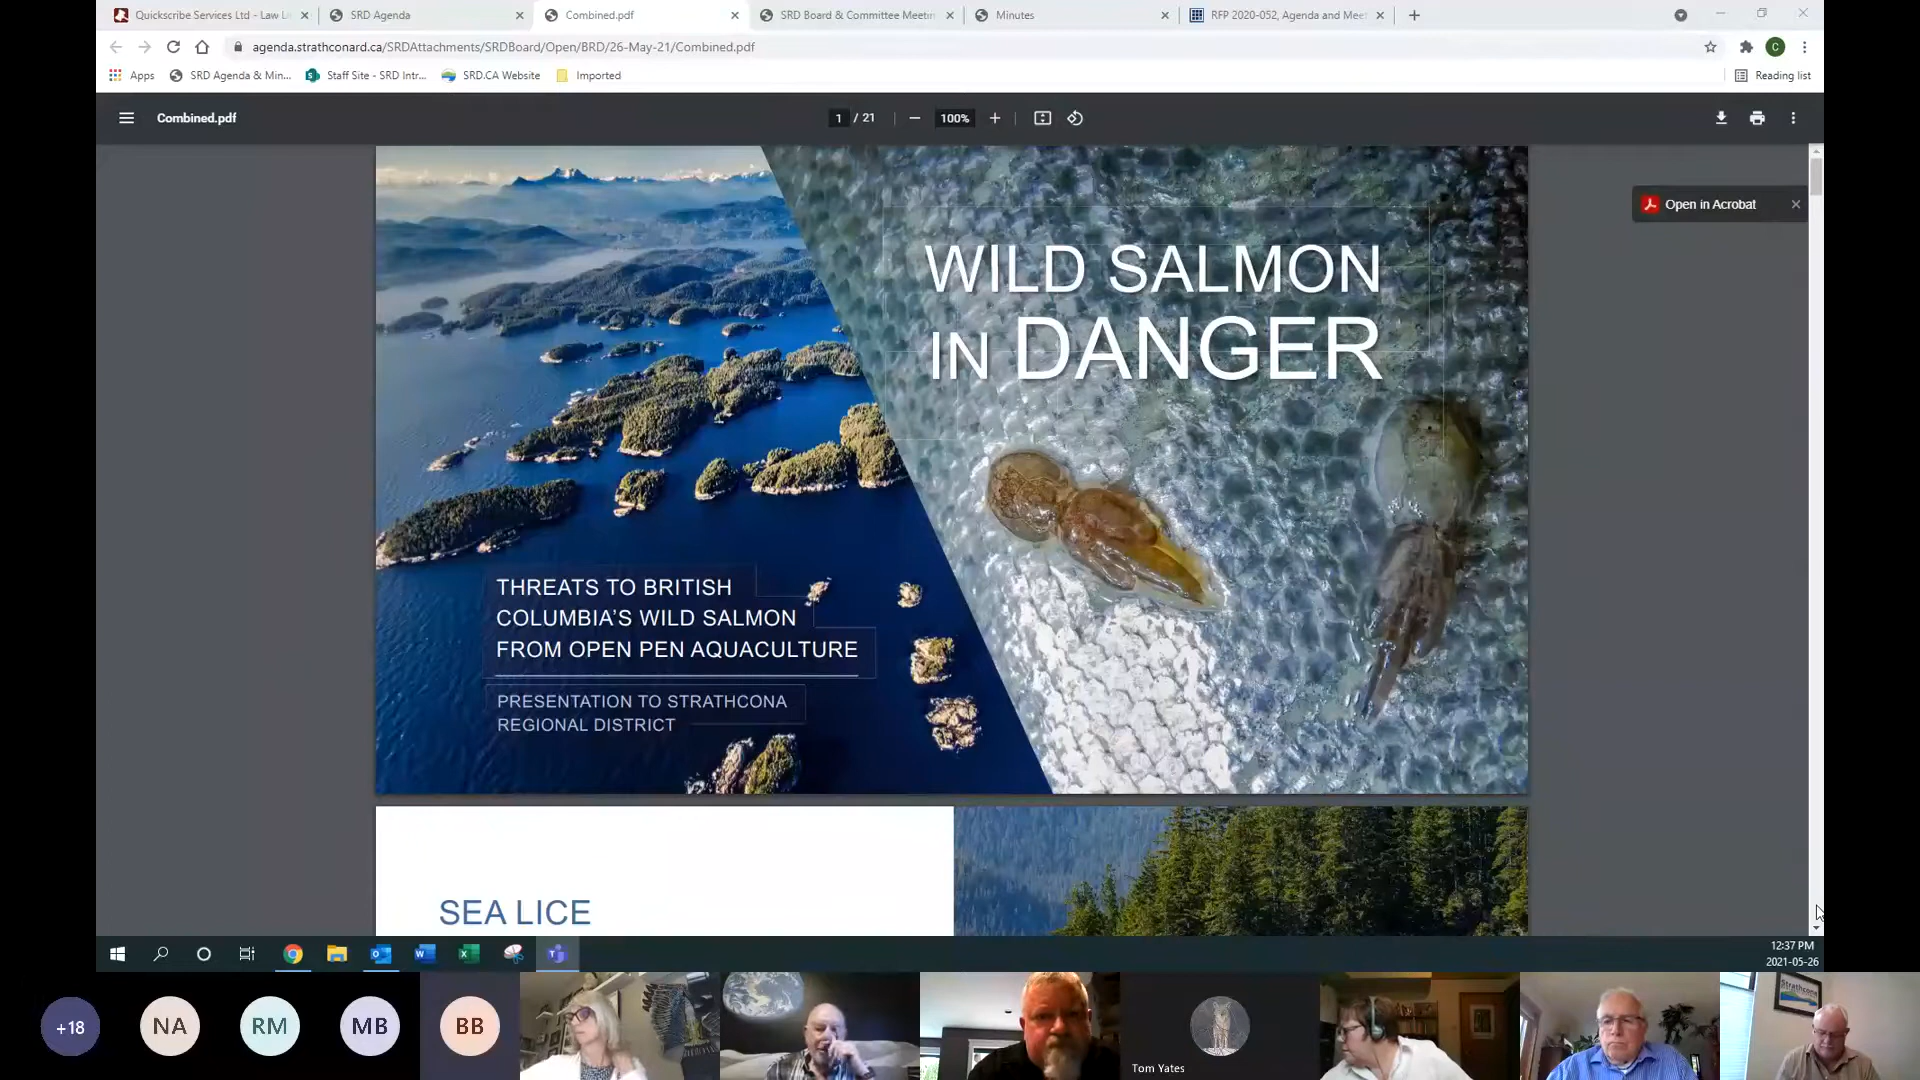 Quickscribe Services Ltd - Law L
SRD Agenda
Combined.pdf
SRD Board & Committee Meetin
Minutes
RFP 2020-052, Agenda and Meet
agenda.strathconard.ca/SRDAttachments/SRDBoard/Open/BRD/26-May-21/Combined.pdf
C
Apps
SRD Agenda & Min...
Staff Site - SRD Intr...
SRD.CA Website
Imported
Reading list
Combined.pdf
1 / 21
100%
Open in Acrobat
WILD SALMON
IN DANGER
THREATS TO BRITISH
COLUMBIA'S WILD SALMON
FROM OPEN PEN AQUACULTURE
PRESENTATION TO STRATHCONA
REGIONAL DISTRICT
SEA LICE
12:37 PM
2021-05-26
+18
NA
RM
MB
BB
Tom Yates
Strathcona